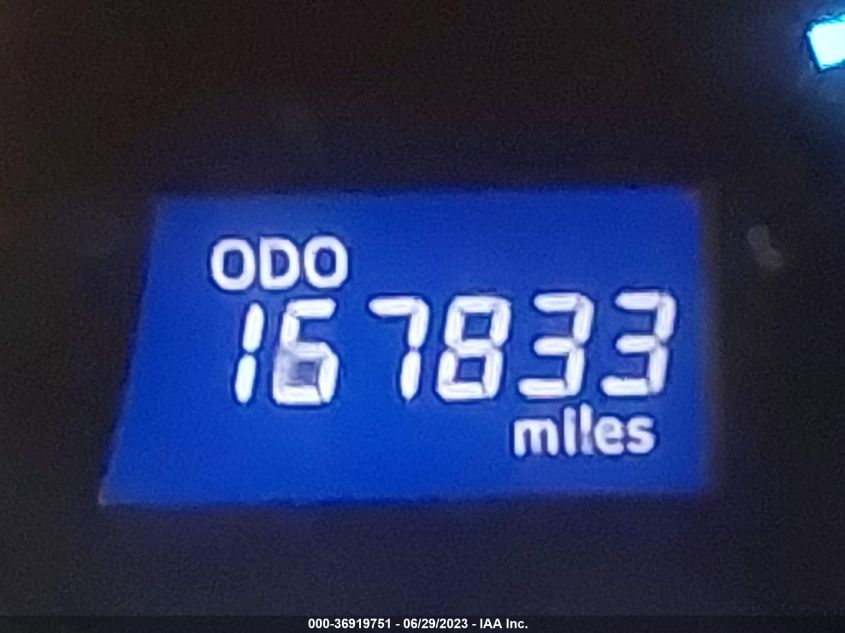 ODO
167833
miles
000-36919751 - 06/29/2023 - IAA Inc.